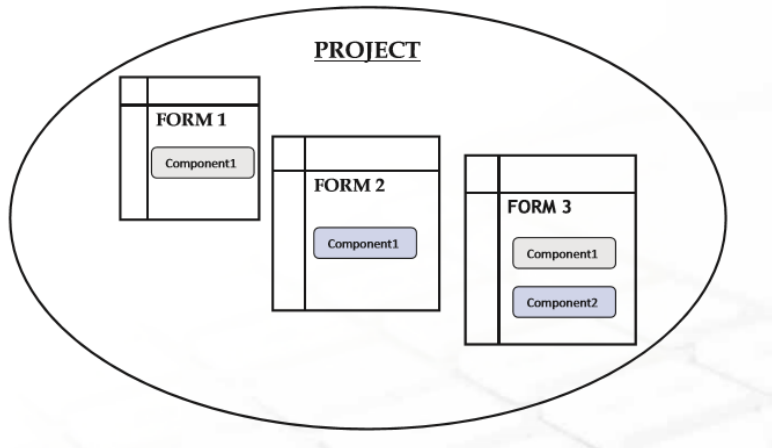 PROJECT
FORM 1
Component1
FORM 2
Component1
FORM 3
Component1
Component2